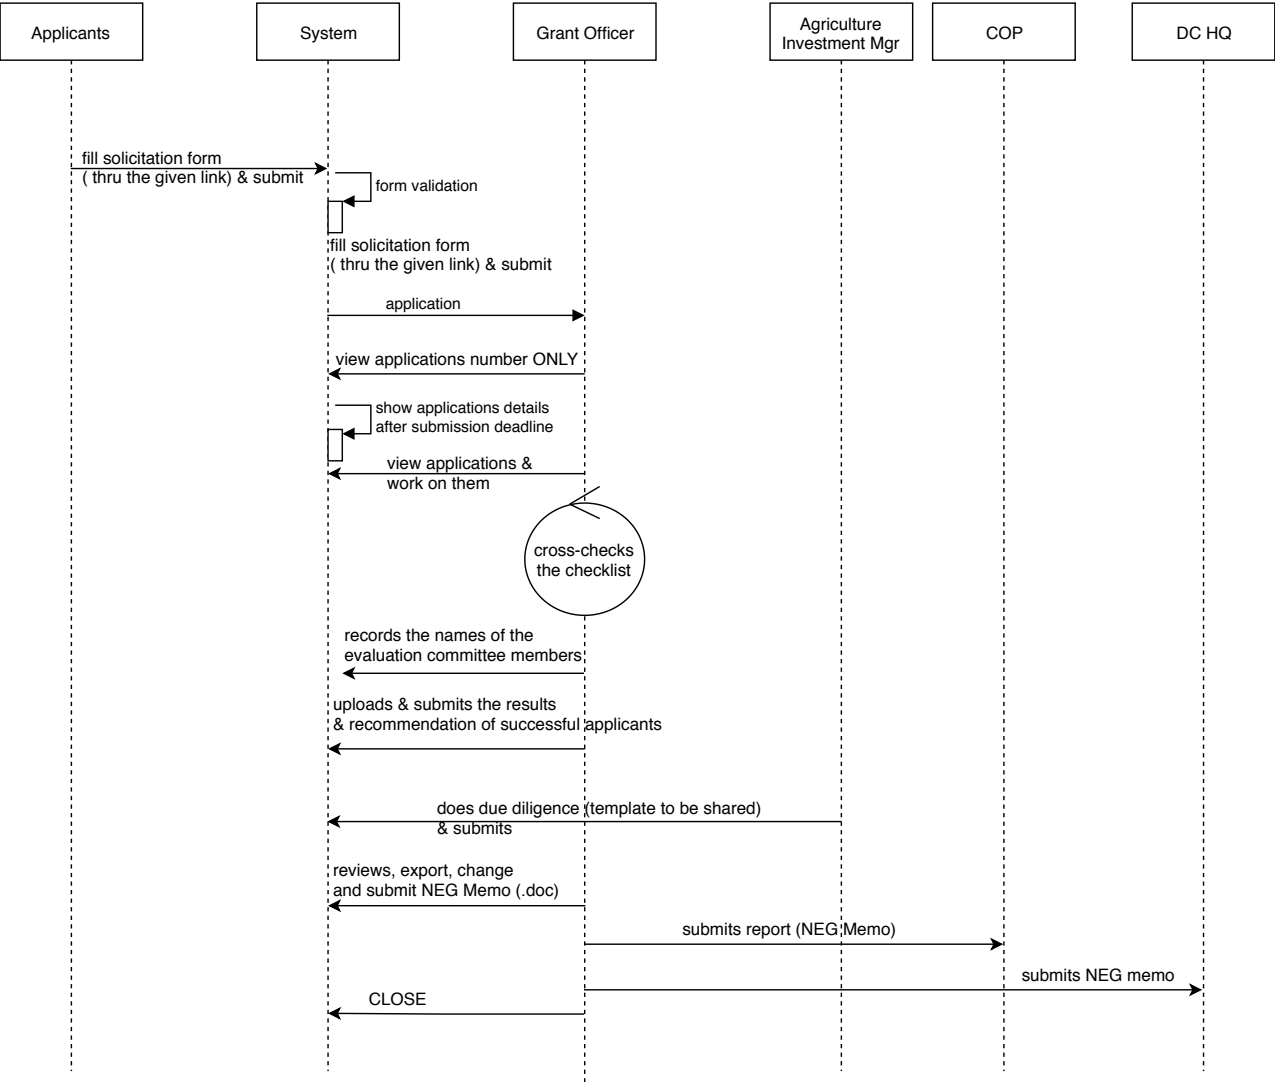 Applicants
System
Grant Officer
Agriculture
Investment Mgr
COP
DC HQ
fill solicitation form
( thru the given link) & submit
form validation
fill solicitation form
( thru the given link) & submit
application
view applications number ONLY
show applications details
after submission deadline
view applications &
work on them
cross-checks
the checklist
records the names of the
evaluation committee members
uploads & submits the results
& recommendation of successful applicants
does due diligence (template to be shared)
& submits
reviews, export, change
and submit NEG Memo (.doc)
submits report (NEG Memo)
submits NEG memo
CLOSE